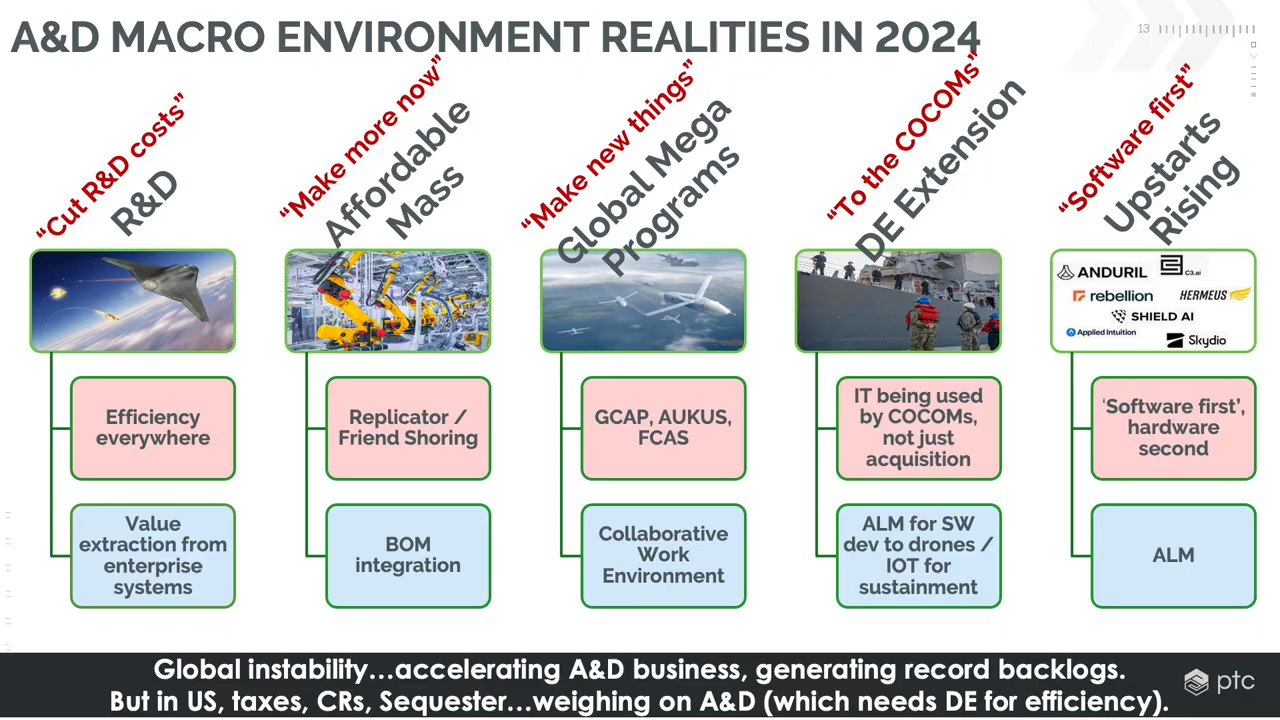 A&D MACRO ENVIRONMENT REALITIES IN 2024
13
“Cut R&D costs”
R&D
“Make more now”
Affordable
Mass
“Make new things”
Global Mega
Programs
“To the COCOMs”
DE Extension
“Software first”
Upstarts
Rising
ANDURIL
C3.ai
rebellion
HERMEUS
SHIELD AI
Applied Intuition
Skydio
Efficiency
everywhere
Replicator /
Friend Shoring
GCAP, AUKUS,
FCAS
IT being used
by COCOMs,
not just
acquisition
‘Software first’,
hardware
second
Value
extraction from
enterprise
systems
BOM
integration
Collaborative
Work
Environment
ALM for SW
dev to drones /
IOT for
sustainment
ALM
Global instability…accelerating A&D business, generating record backlogs.
But in US, taxes, CRs, Sequester…weighing on A&D (which needs DE for efficiency).
ptc